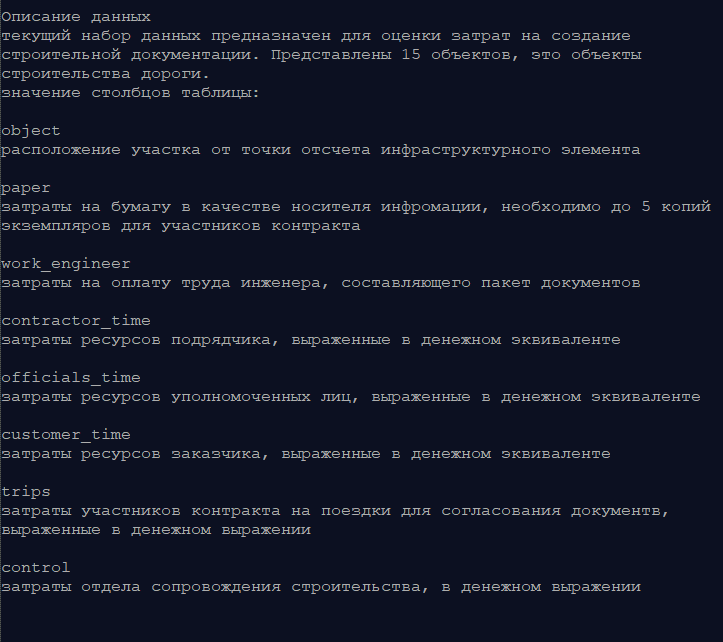 Описание данных
текущий набор данных предназначен для оценки затрат на создание
строительной документации. Представлены 15 объектов, это объекты
строительства дороги.
значение столбцов таблицы:
object
расположение участка от точки отсчета инфраструктурного элемента
paper
затраты на бумагу в качестве носителя инфромации, необходимо до 5 копий
экземпляров для участников контракта
work_engineer
затраты на оплату труда инженера, составляющего пакет документов
contractor_time
затраты ресурсов подрядчика, выраженные в денежном эквиваленте
officials_time
затраты ресурсов уполномоченных лиц, выраженные в денежном эквиваленте
customer_time
затраты ресурсов заказчика, выраженные в денежном эквиваленте
trips
затраты участников контракта на поездки для согласования документв,
выраженные в денежном выражении
control
затраты отдела сопровождения строительства, в денежном выражении